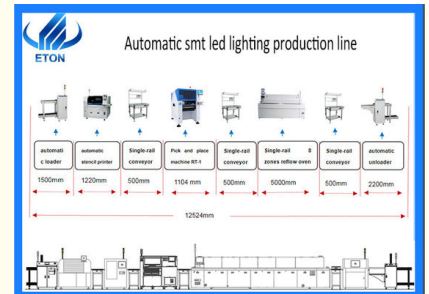 ETON
Automatic smt led lighting production line
automati
c loader
automatic
stencil printer
Single-rail
conveyor
Pick and place
machine RT-1
Single-rail
conveyor
Single-rail 8
zones reflow oven
Single-rail
conveyor
automatic
unloader
1500mm
1220mm
500mm
1104 mm
500mm
5000mm
500mm
2200mm
12524mm